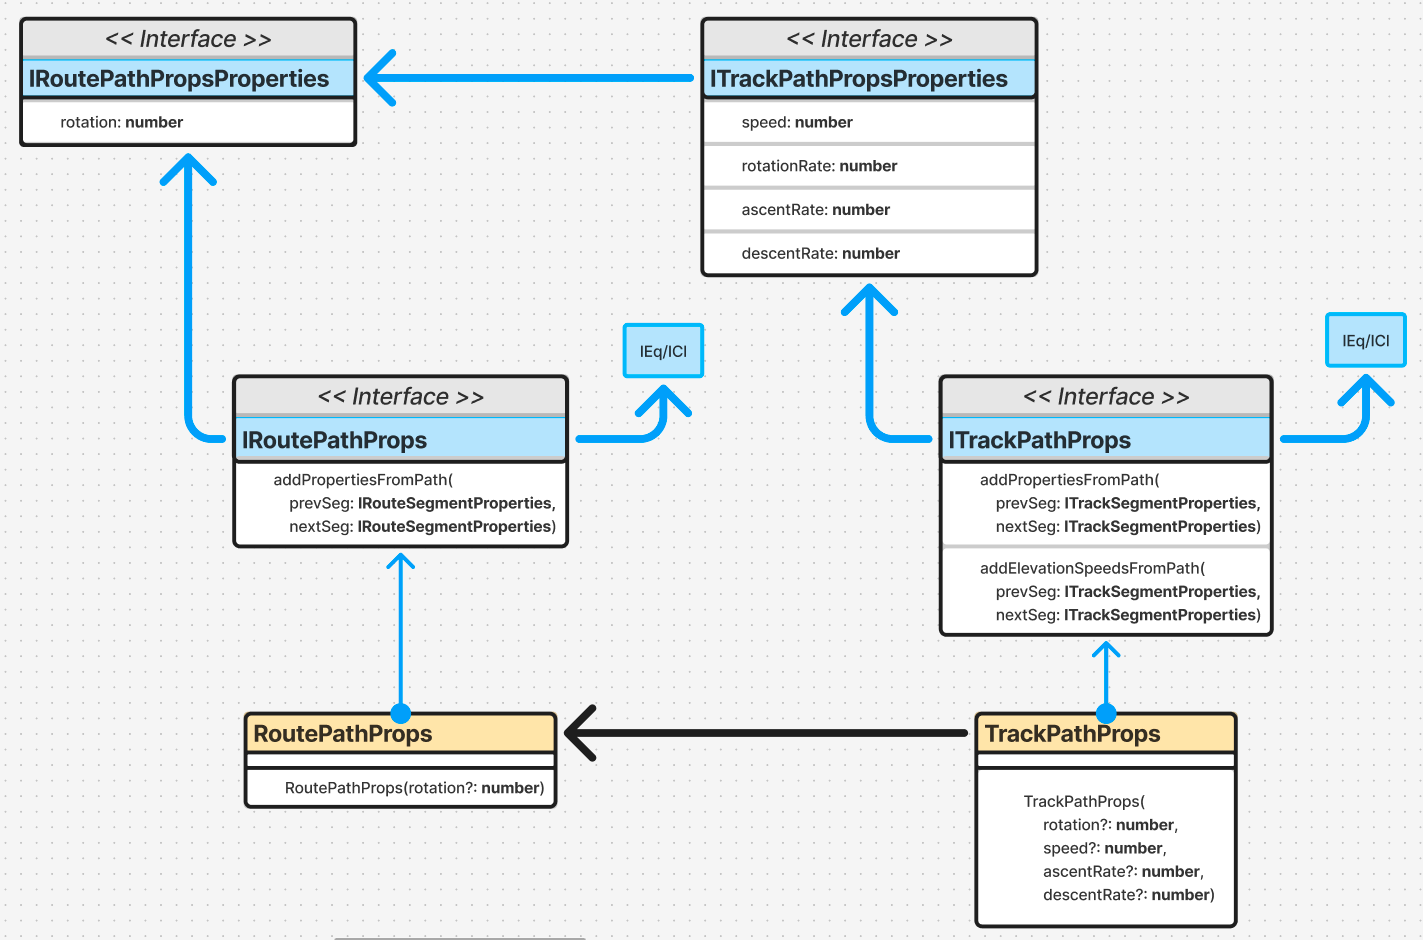 << Interface >>
IRoutePathPropsProperties
rotation: number
<< Interface >>
ITrackPathPropsProperties
speed: number
rotationRate: number
ascentRate: number
descentRate: number
IEq/ICl
IEq/ICl
<< Interface >>
IRoutePathProps
addPropertiesFromPath(
prevSeg: IRouteSegmentProperties,
nextSeg: IRouteSegmentProperties)
<< Interface >>
ITrackPathProps
addPropertiesFromPath(
prevSeg: ITrackSegmentProperties,
nextSeg: ITrackSegmentProperties)
addElevationSpeedsFromPath(
prevSeg: ITrackSegmentProperties,
nextSeg: ITrackSegmentProperties)
RoutePathProps
RoutePathProps(rotation?: number)
TrackPathProps
TrackPathProps(
rotation?: number,
speed?: number,
ascentRate?: number,
descentRate?: number)